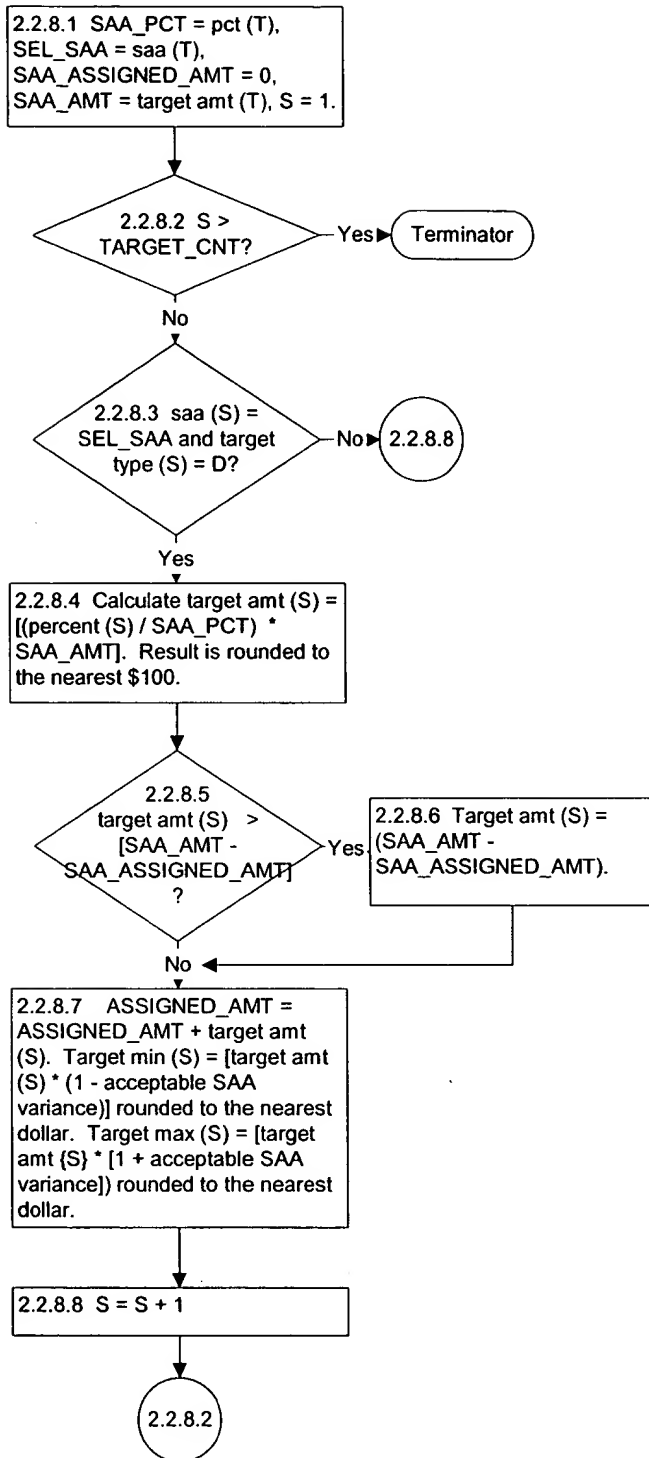 2.2.8.1 SAA_PCT = pct (T),
SEL_SAA = saa (T),
SAA_ASSIGNED_AMT = 0,
SAA_AMT = target amt (T), S = 1.
2.2.8.2 S >
TARGET_CNT?
Yes
Terminator
No
2.2.8.3 saa (S) =
SEL_SAA and target
type (S) = D?
No
2.2.8.8
Yes
2.2.8.4 Calculate target amt (S) =
[(percent (S) / SAA_PCT) *
SAA_AMT]. Result is rounded to
the nearest $100.
2.2.8.5
target amt (S) >
[SAA_AMT -
SAA_ASSIGNED_AMT]
?
Yes
2.2.8.6 Target amt (S) =
(SAA_AMT -
SAA_ASSIGNED_AMT).
No
2.2.8.7 ASSIGNED_AMT =
ASSIGNED_AMT + target amt
(S). Target min (S) = [target amt
(S) * (1 - acceptable SAA
variance)] rounded to the nearest
dollar. Target max (S) = [target
amt {S} * [1 + acceptable SAA
variance]) rounded to the nearest
dollar.
2.2.8.8 S = S + 1
2.2.8.2